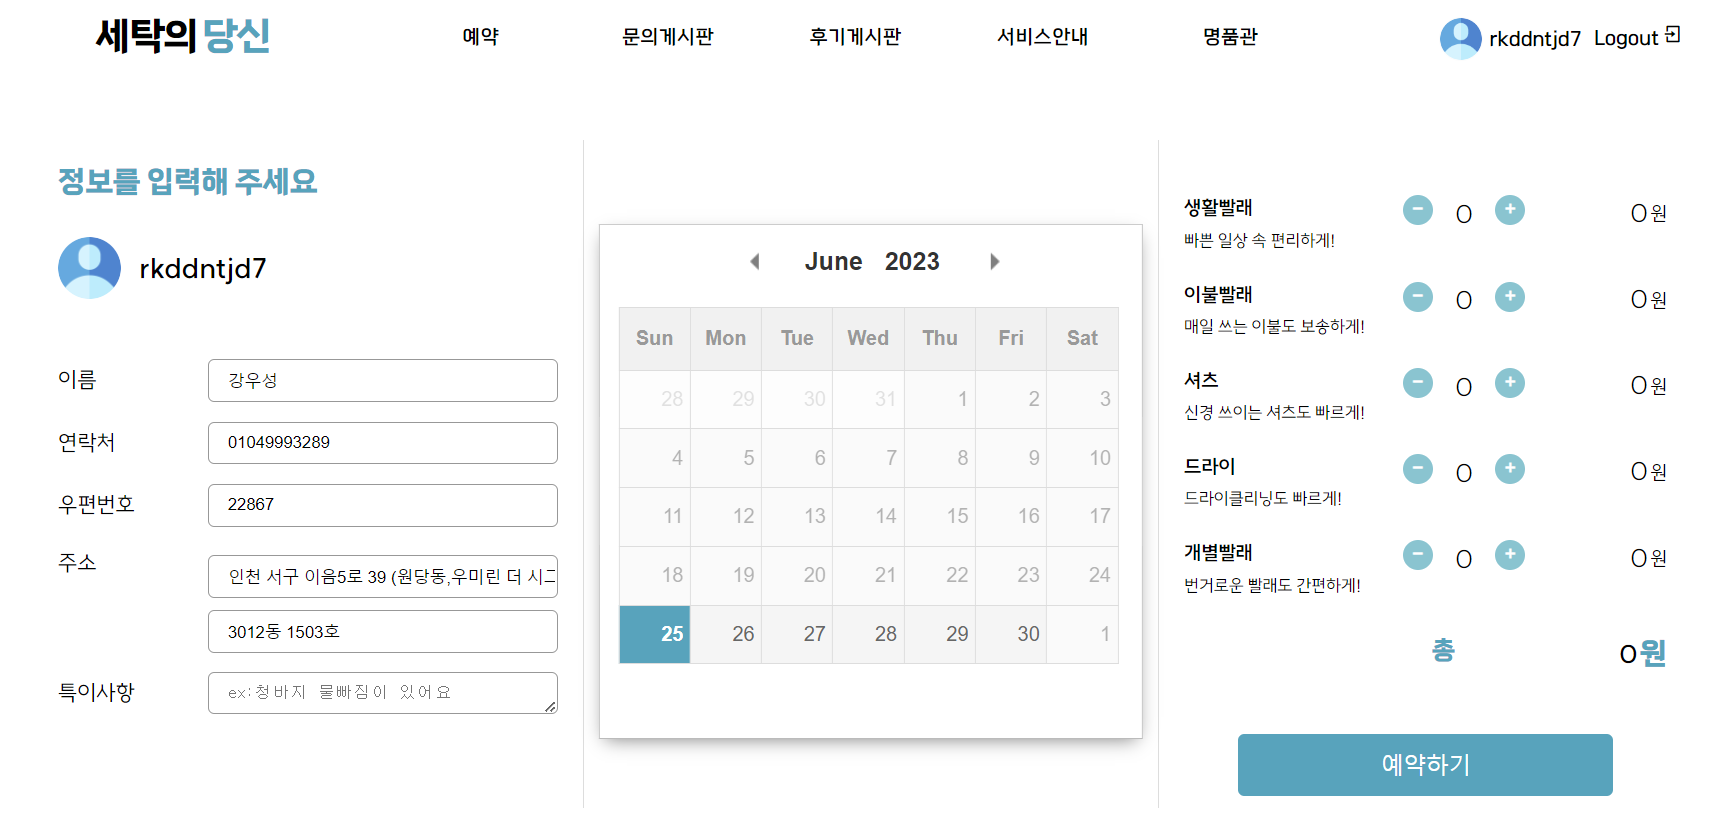 세탁의 당신
예약
문의게시판
후기게시판
서비스안내
명품관
rkddntjd7
Logout
정보를 입력해 주세요
rkddntjd7
이름
강우성
연락처
01049993289
우편번호
22867
주소
인천 서구 이음5로 39 (원당동,우미린 더 시그
3012동 1503호
특이사항
ex:청바지 물빠짐이 있어요
June 2023
Sun Mon Tue Wed Thu Fri Sat
28 29 30 31 1 2 3
4 5 6 7 8 9 10
11 12 13 14 15 16 17
18 19 20 21 22 23 24
25 26 27 28 29 30 1
생활빨래 − 0 + 0원
빠쁜 일상 속 편리하게!
이불빨래 − 0 + 0원
매일 쓰는 이불도 보송하게!
셔츠 − 0 + 0원
신경 쓰이는 셔츠도 빠르게!
드라이 − 0 + 0원
드라이클리닝도 빠르게!
개별빨래 − 0 + 0원
번거로운 빨래도 간편하게!
총 0원
예약하기